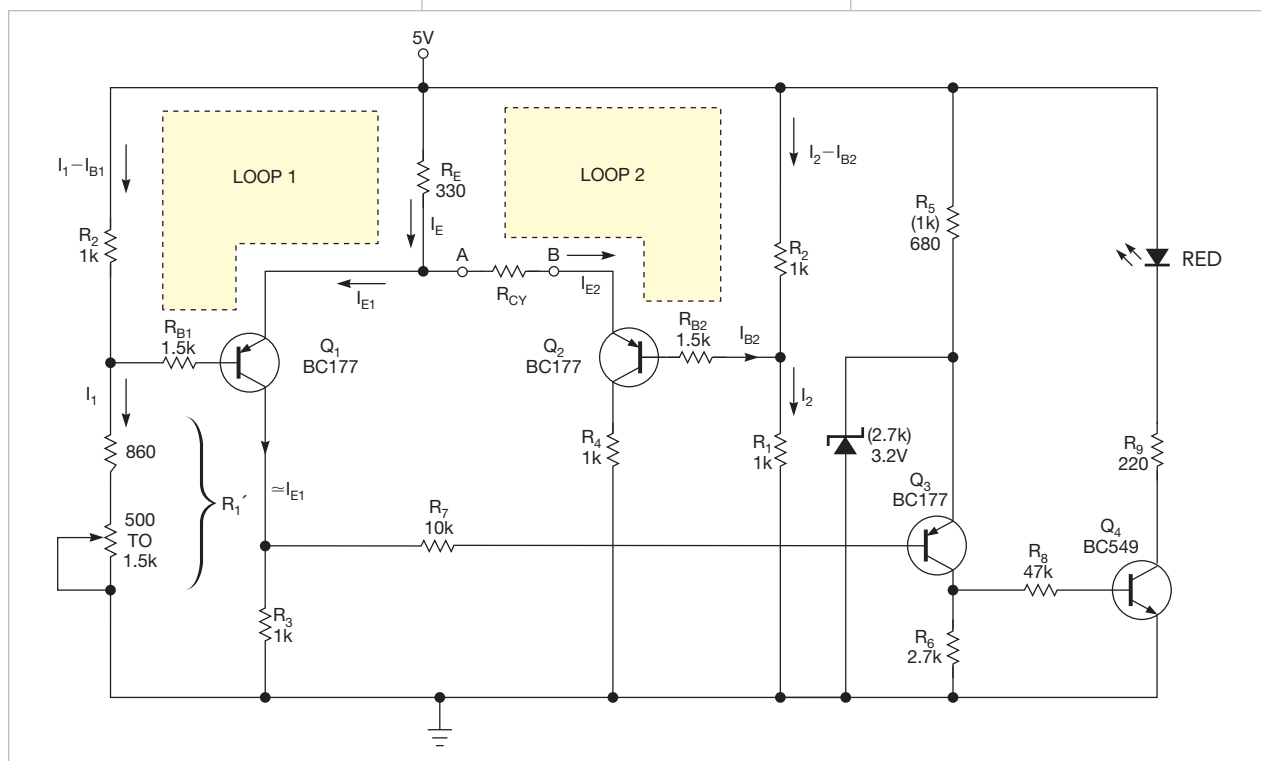 5V
I1−IB1
LOOP 1
RE
330
LOOP 2
I2−IB2
R2
1k
IE
A
B
RCY
IE1
IE2
R2
1k
R5
(1k)
680
RED
RB1
1.5k
Q1
BC177
Q2
BC177
RB2
1.5k
IB2
I1
I2
860
R1´
500
TO
1.5k
≃IE1
R4
1k
R1
1k
(2.7k)
3.2V
R9
220
R7
10k
Q3
BC177
R8
47k
Q4
BC549
R3
1k
R6
2.7k